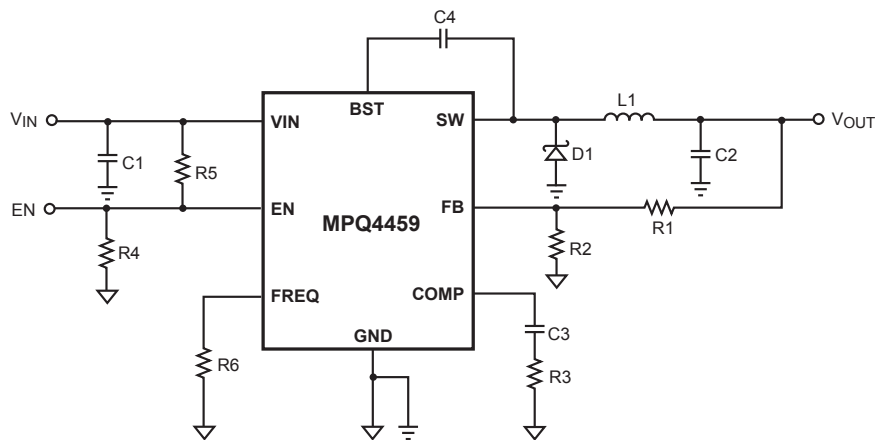 C4
BST
L1
VIN
VIN
SW
VOUT
C1
R5
D1
C2
EN
EN
MPQ4459
FB
R1
R4
R2
FREQ
COMP
GND
C3
R6
R3